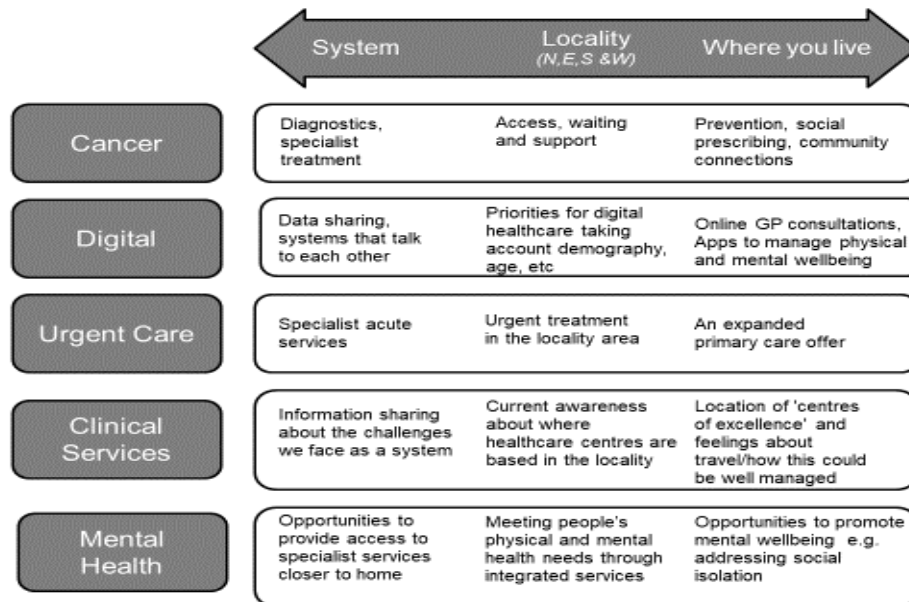 System
Locality
(N,E,S &W)
Where you live
Cancer
Diagnostics,
specialist
treatment
Access, waiting
and support
Prevention, social
prescribing, community
connections
Digital
Data sharing,
systems that talk
to each other
Priorities for digital
healthcare taking
account demography,
age, etc
Online GP consultations,
Apps to manage physical
and mental wellbeing
Urgent Care
Specialist acute
services
Urgent treatment
in the locality area
An expanded
primary care offer
Clinical
Services
Information sharing
about the challenges
we face as a system
Current awareness
about where
healthcare centres are
based in the locality
Location of 'centres
of excellence' and
feelings about
travel/how this could
be well managed
Mental
Health
Opportunities to
provide access to
specialist services
closer to home
Meeting people's
physical and mental
health needs through
integrated services
Opportunities to promote
mental wellbeing e.g.
addressing social
isolation